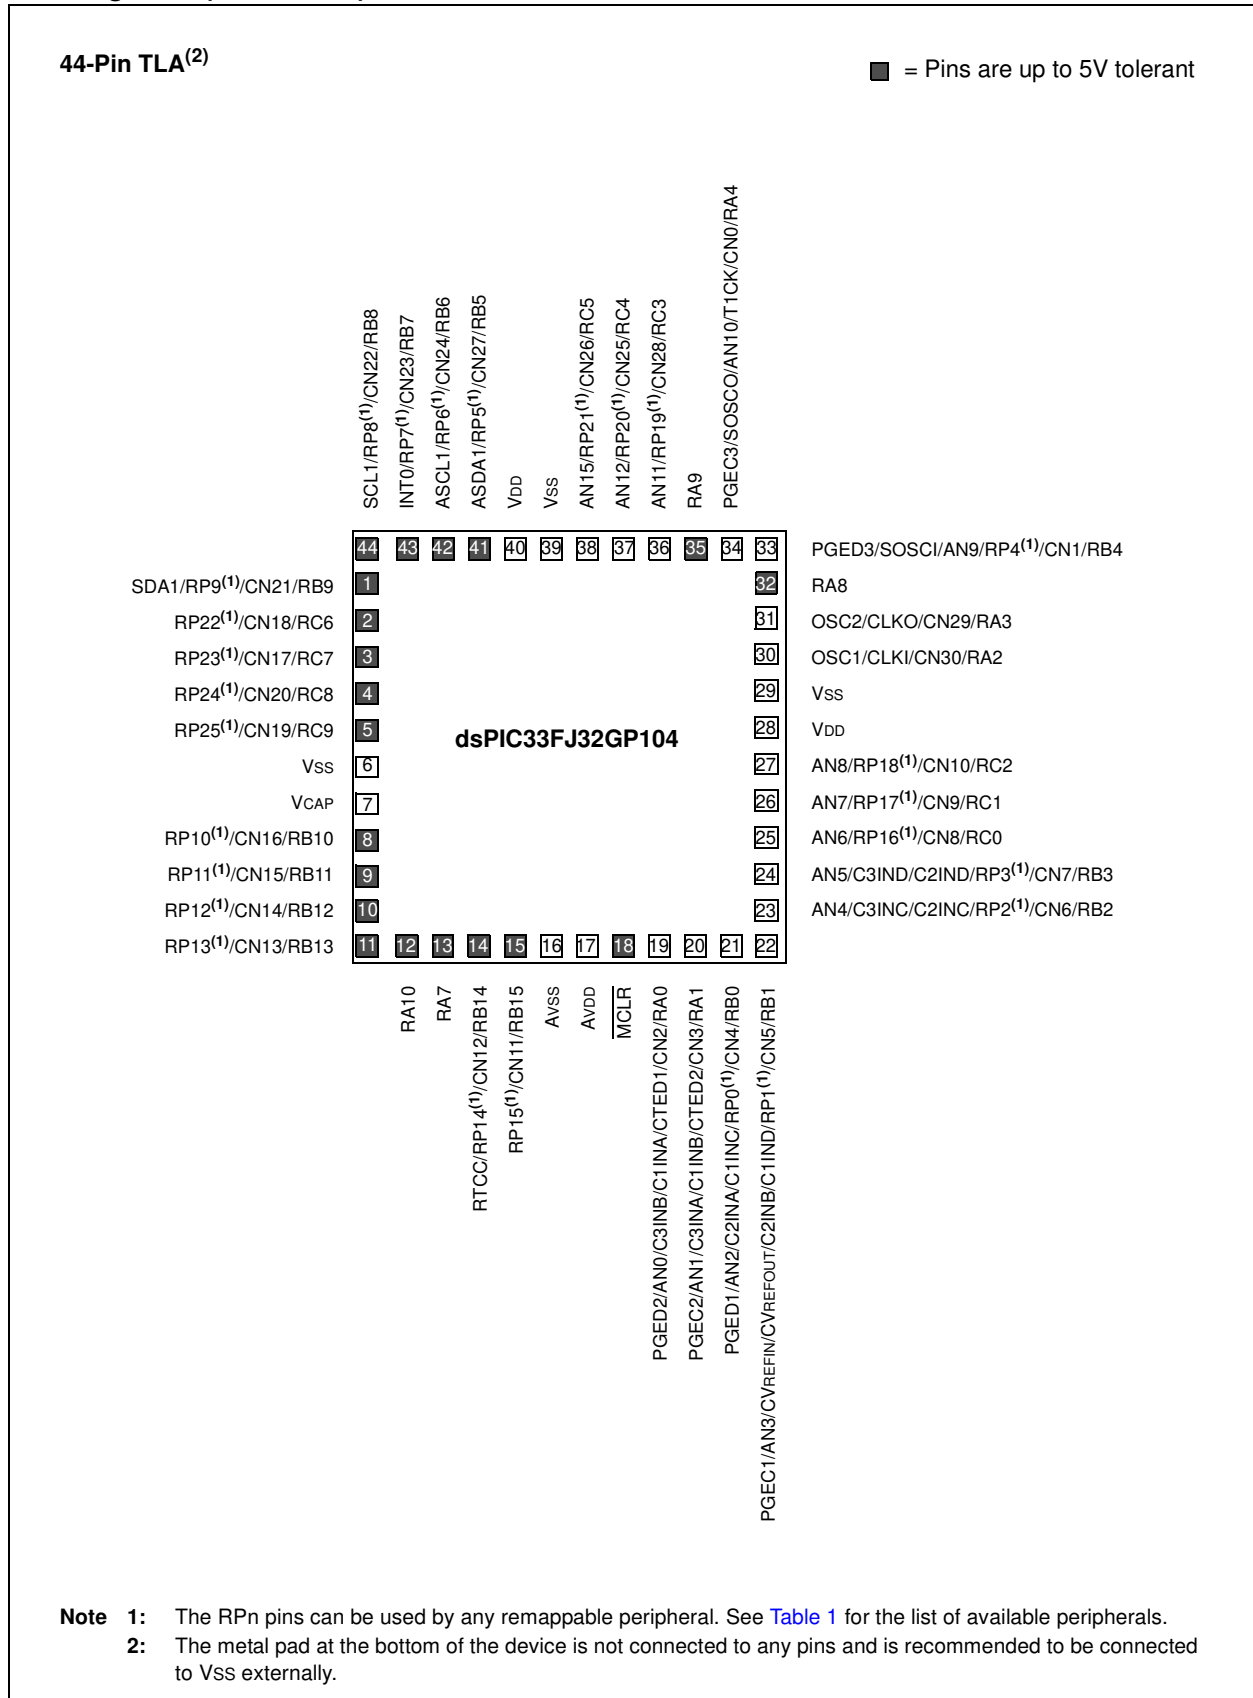 44-Pin TLA(2)
= Pins are up to 5V tolerant
SCL1/RP8(1)/CN22/RB8
INT0/RP7(1)/CN23/RB7
ASCL1/RP6(1)/CN24/RB6
ASDA1/RP5(1)/CN27/RB5
VDD
VSS
AN15/RP21(1)/CN26/RC5
AN12/RP20(1)/CN25/RC4
AN11/RP19(1)/CN28/RC3
RA9
PGEC3/SOSCO/AN10/T1CK/CN0/RA4
44 43 42 41 40 39 38 37 36 35 34 33 PGED3/SOSCI/AN9/RP4(1)/CN1/RB4
SDA1/RP9(1)/CN21/RB9 1 32 RA8
RP22(1)/CN18/RC6 2 31 OSC2/CLKO/CN29/RA3
RP23(1)/CN17/RC7 3 30 OSC1/CLKI/CN30/RA2
RP24(1)/CN20/RC8 4 29 VSS
RP25(1)/CN19/RC9 5 dsPIC33FJ32GP104 28 VDD
VSS 6 27 AN8/RP18(1)/CN10/RC2
VCAP 7 26 AN7/RP17(1)/CN9/RC1
RP10(1)/CN16/RB10 8 25 AN6/RP16(1)/CN8/RC0
RP11(1)/CN15/RB11 9 24 AN5/C3IND/C2IND/RP3(1)/CN7/RB3
RP12(1)/CN14/RB12 10 23 AN4/C3INC/C2INC/RP2(1)/CN6/RB2
RP13(1)/CN13/RB13 11 12 13 14 15 16 17 18 19 20 21 22
RA10
RA7
RTCC/RP14(1)/CN12/RB14
RP15(1)/CN11/RB15
AVSS
AVDD
MCLR
PGED2/AN0/C3INB/C1INA/CTED1/CN2/RA0
PGEC2/AN1/C3INA/C1INB/CTED2/CN3/RA1
PGED1/AN2/C2INA/C1INC/RP0(1)/CN4/RB0
PGEC1/AN3/CVREFIN/CVREFOUT/C2INB/C1IND/RP1(1)/CN5/RB1
Note 1: The RPn pins can be used by any remappable peripheral. See Table 1 for the list of available peripherals.
2: The metal pad at the bottom of the device is not connected to any pins and is recommended to be connected
to VSS externally.